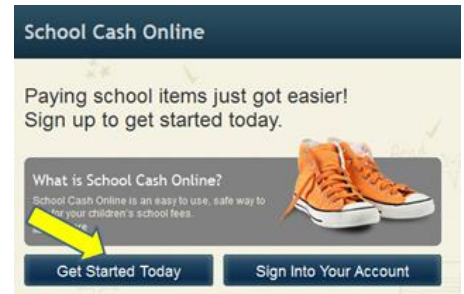 School Cash Online
Paying school items just got easier!
Sign up to get started today.
What is School Cash Online?
School Cash Online is an easy to use, safe way to
for your children's school fees.
Get Started Today
Sign Into Your Account